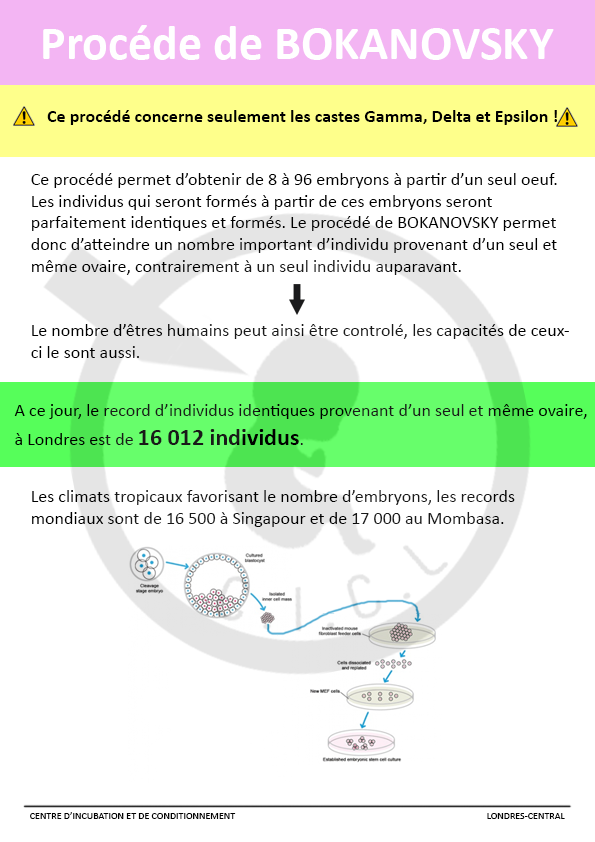 Procéde de BOKANOVSKY
Ce procédé concerne seulement les castes Gamma, Delta et Epsilon !
Ce procédé permet d’obtenir de 8 à 96 embryons à partir d’un seul oeuf.
Les individus qui seront formés à partir de ces embryons seront
parfaitement identiques et formés. Le procédé de BOKANOVSKY permet
donc d’atteindre un nombre important d’individu provenant d’un seul et
même ovaire, contrairement à un seul individu auparavant.
Le nombre d’êtres humains peut ainsi être controlé, les capacités de ceux-
ci le sont aussi.
A ce jour, le record d’individus identiques provenant d’un seul et même ovaire,
à Londres est de 16 012 individus.
Les climats tropicaux favorisant le nombre d’embryons, les records
mondiaux sont de 16 500 à Singapour et de 17 000 au Mombasa.
Cultured
blastocyst
Cleavage
stage embryo
Isolated
inner cell mass
C.I.C.L
Inactivated mouse
fibroblast feeder cells
Cells dissociated
and replated
New MEF cells
Established embryonic stem cell culture
CENTRE D’INCUBATION ET DE CONDITIONNEMENT
LONDRES-CENTRAL